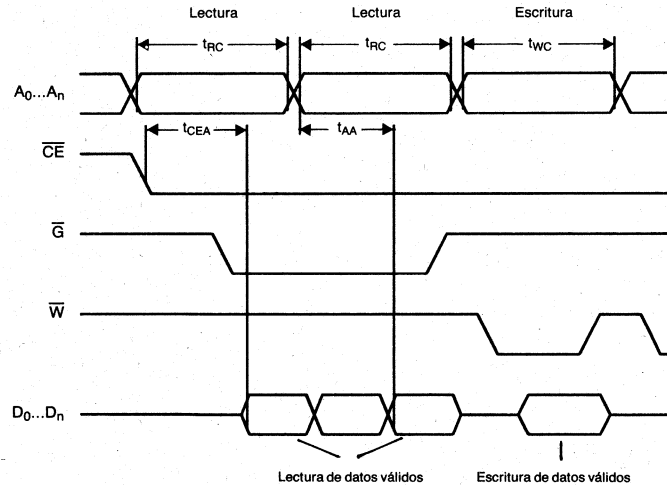 Lectura Lectura Escritura
tRC tRC tWC
A0...An
tCEA tAA
CE
G
W
D0...Dn
Lectura de datos válidos Escritura de datos válidos